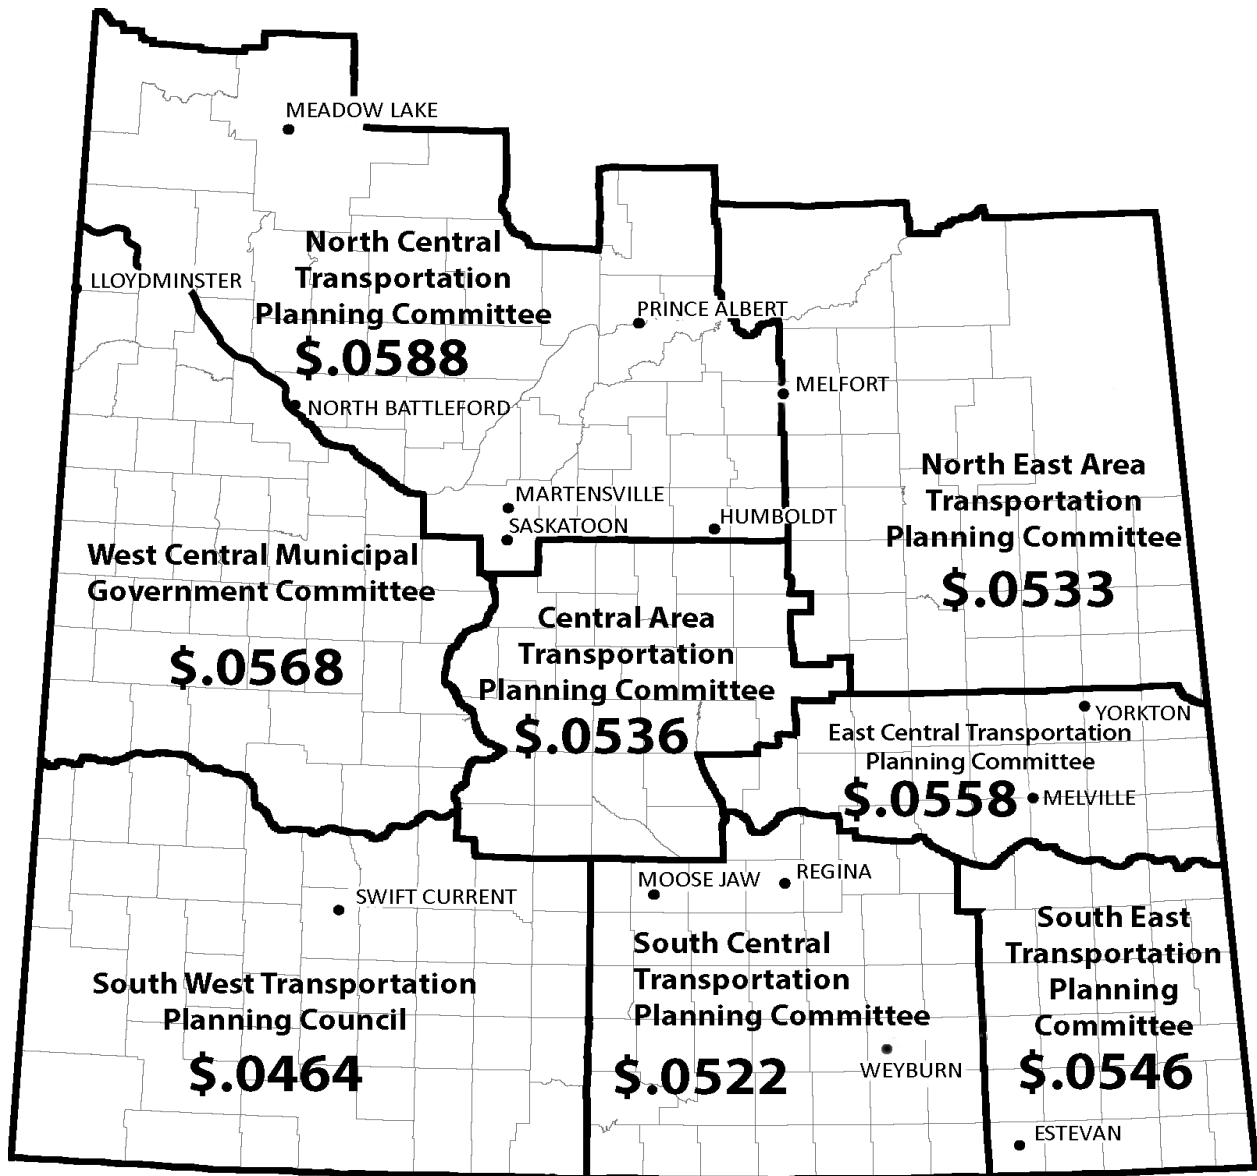 MEADOW LAKE
North Central
Transportation
Planning Committee
$.0588
LLOYDMINSTER
PRINCE ALBERT
MELFORT
NORTH BATTLEFORD
MARTENSVILLE
SASKATOON
HUMBOLDT
North East Area
Transportation
Planning Committee
$.0533
West Central Municipal
Government Committee
$.0568
Central Area
Transportation
Planning Committee
$.0536
YORKTON
East Central Transportation
Planning Committee
$.0558
MELVILLE
SWIFT CURRENT
South West Transportation
Planning Council
$.0464
MOOSE JAW
REGINA
South Central
Transportation
Planning Committee
$.0522
WEYBURN
South East
Transportation
Planning
Committee
$.0546
ESTEVAN